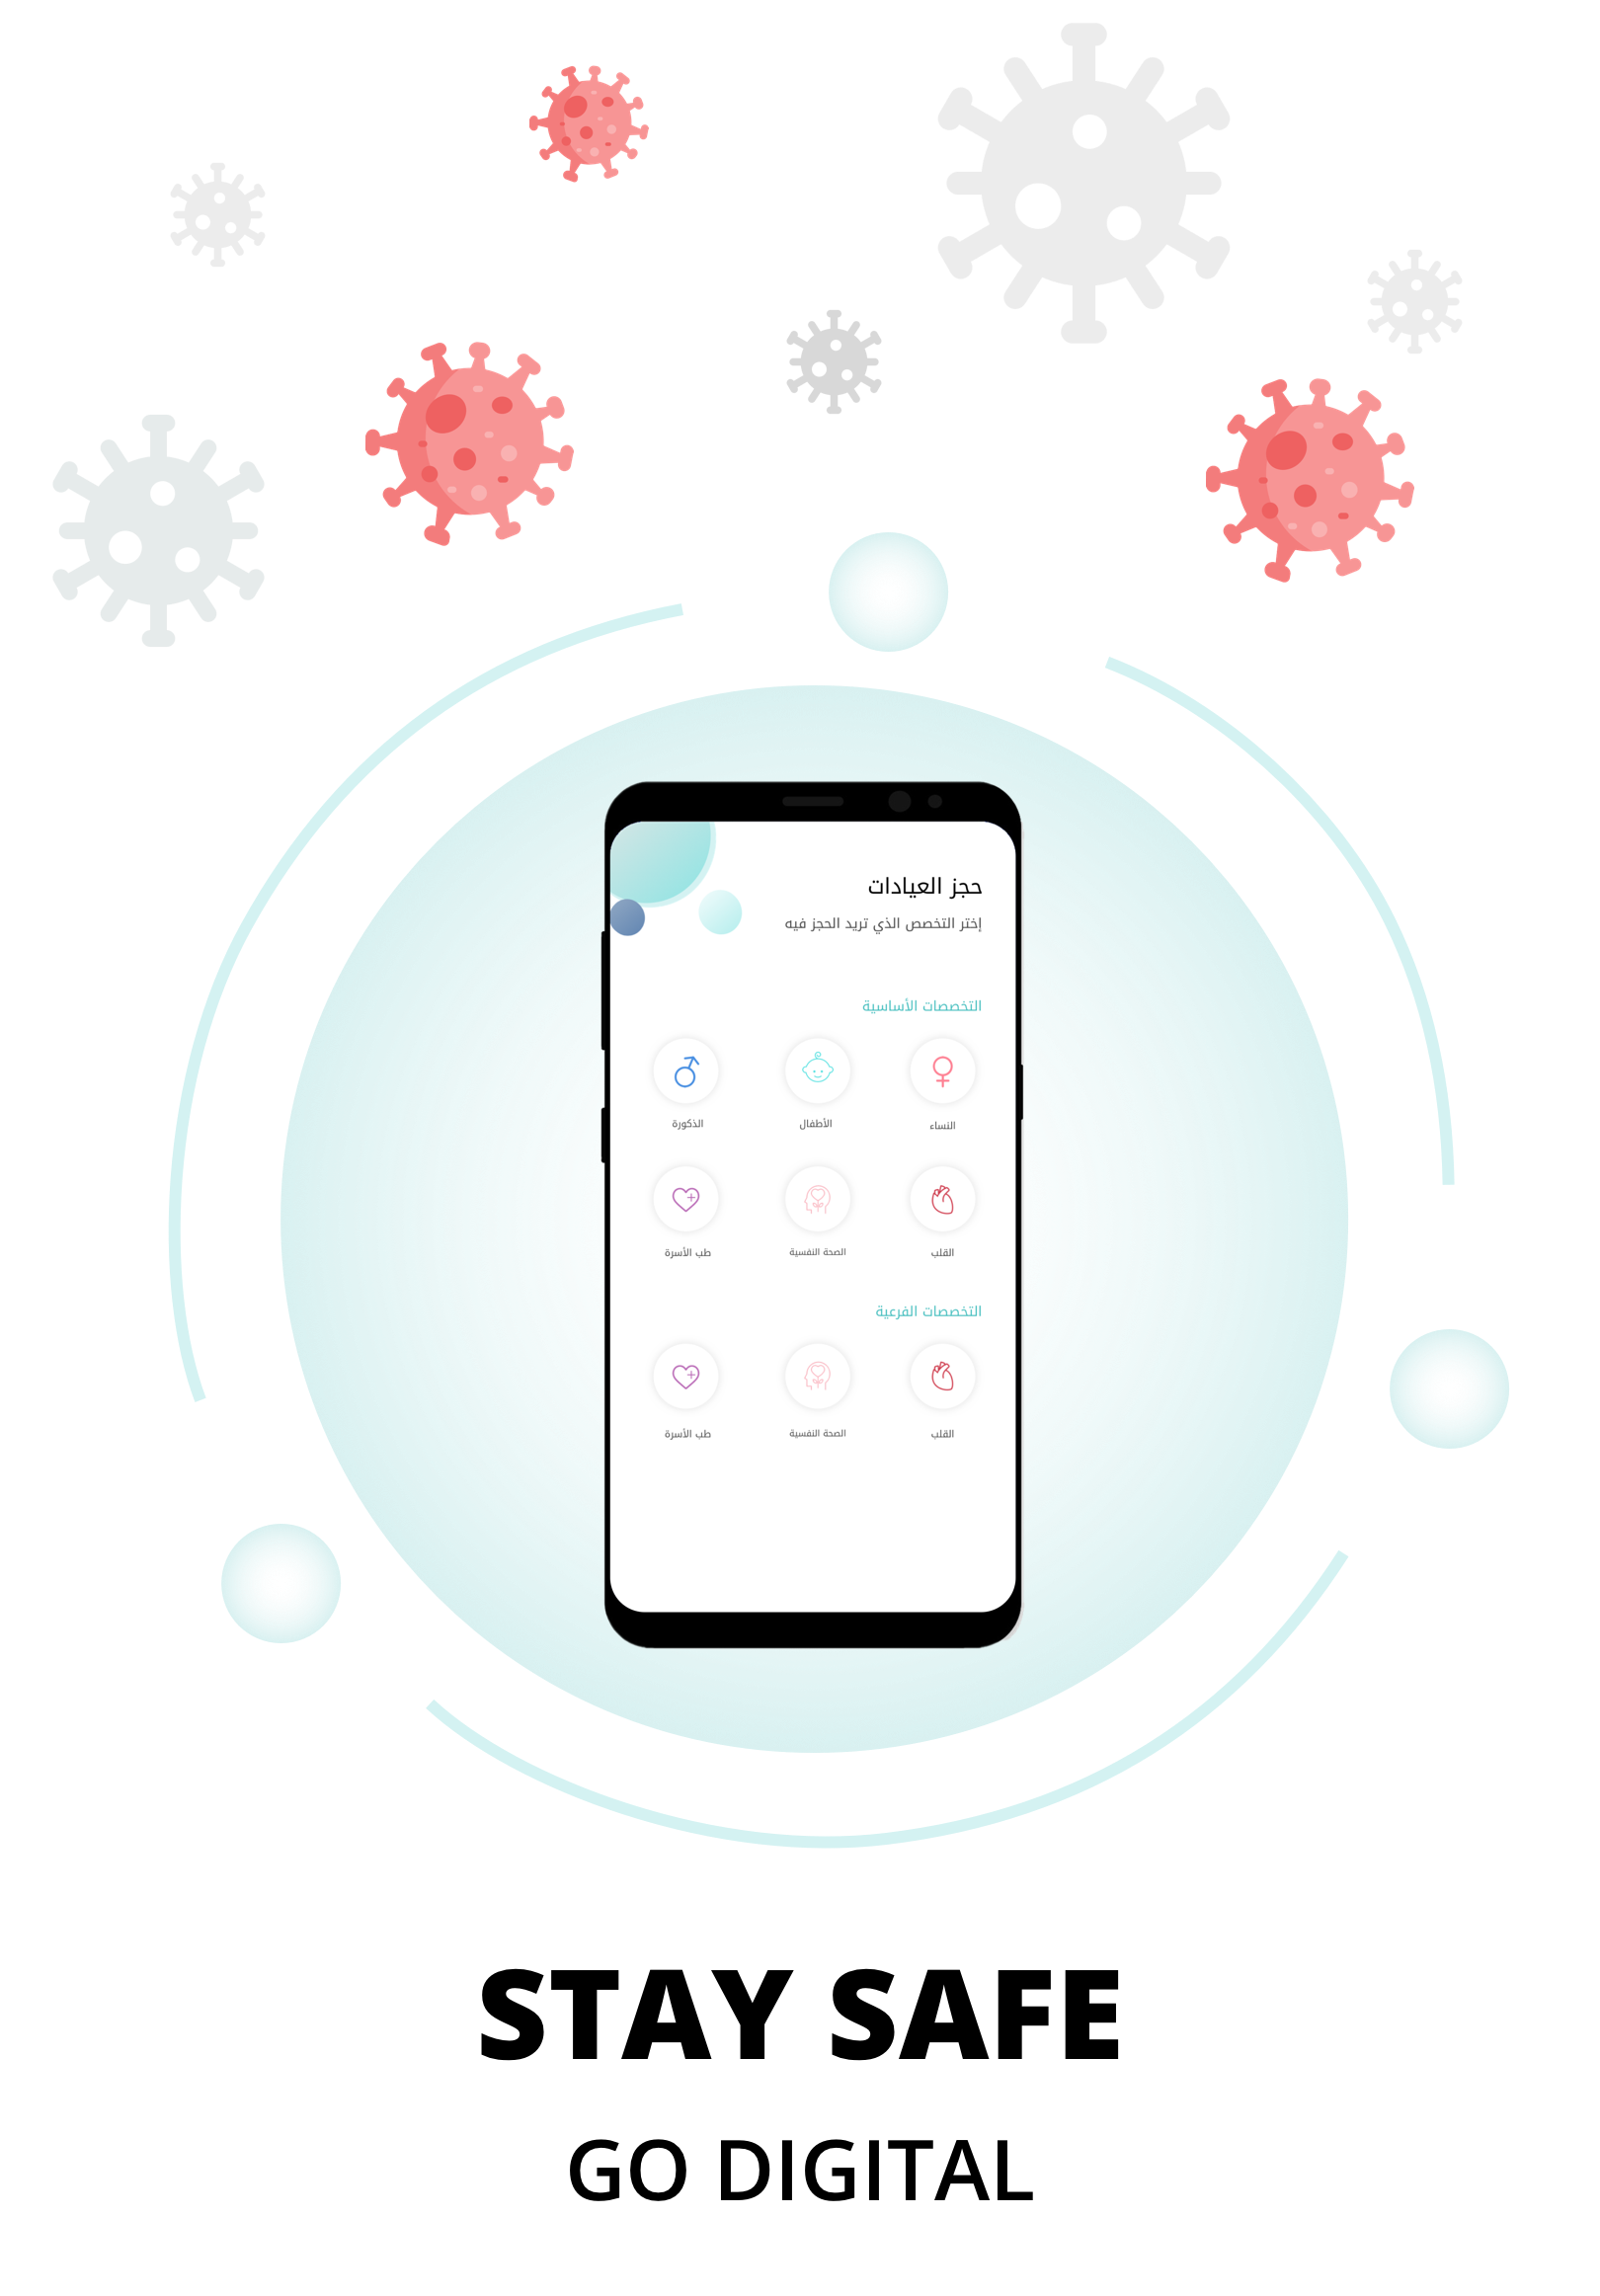 حجز العيادات
إختر التخصص الذي تريد الحجز فيه
التخصصات الأساسية
النساء
الأطفال
الذكورة
القلب
الصحة النفسية
طب الأسرة
التخصصات الفرعية
القلب
الصحة النفسية
طب الأسرة
STAY SAFE
GO DIGITAL